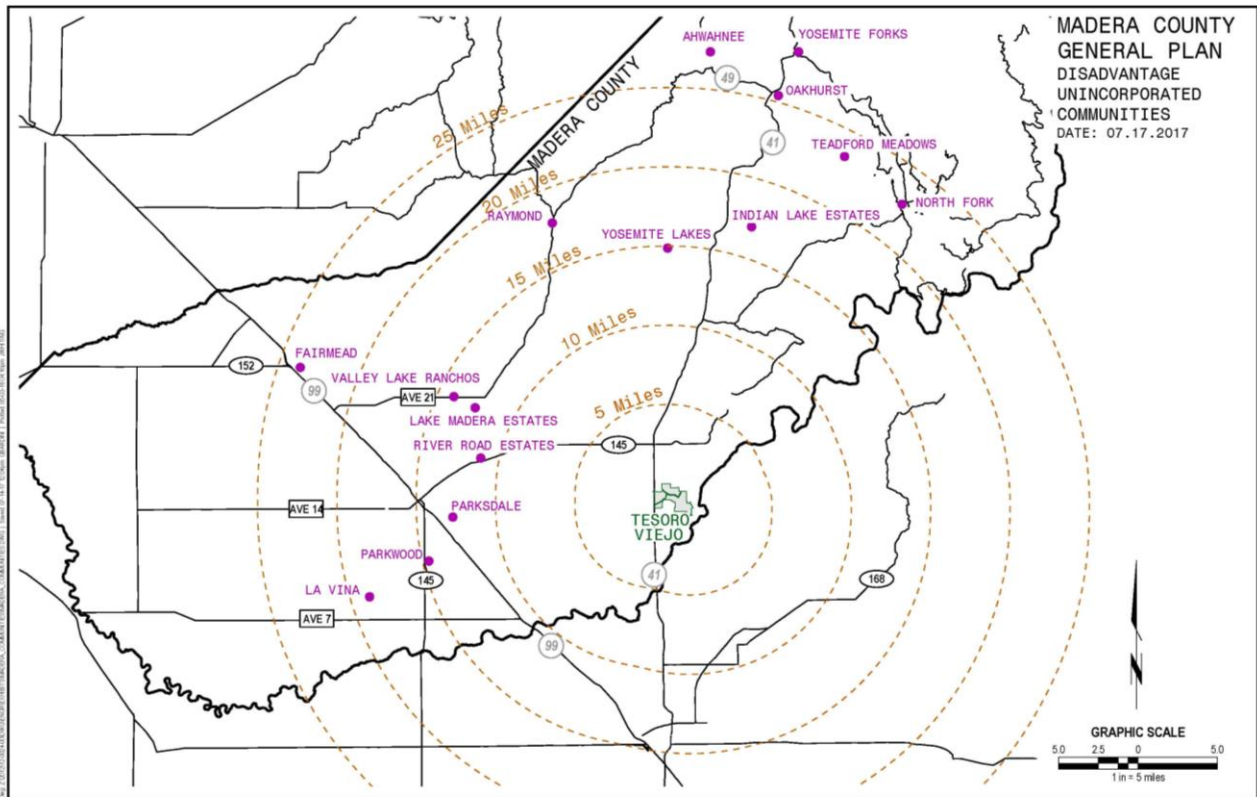 MADERA COUNTY
GENERAL PLAN
DISADVANTAGE
UNINCORPORATED
COMMUNITIES
DATE: 07.17.2017
AHWAHNEE
YOSEMITE FORKS
49
OAKHURST
MADERA COUNTY
25 Miles
41
TEADFORD MEADOWS
20 Miles
RAYMOND
INDIAN LAKE ESTATES
NORTH FORK
YOSEMITE LAKES
15 Miles
10 Miles
FAIRMEAD
152
99
VALLEY LAKE RANCHOS
AVE 21
LAKE MADERA ESTATES
5 Miles
RIVER ROAD ESTATES
145
AVE 14
PARKSDALE
TESORO
VIEJO
PARKWOOD
145
41
168
LA VINA
AVE 7
99
N
GRAPHIC SCALE
5.0 2.5 0 5.0
1 in = 5 miles